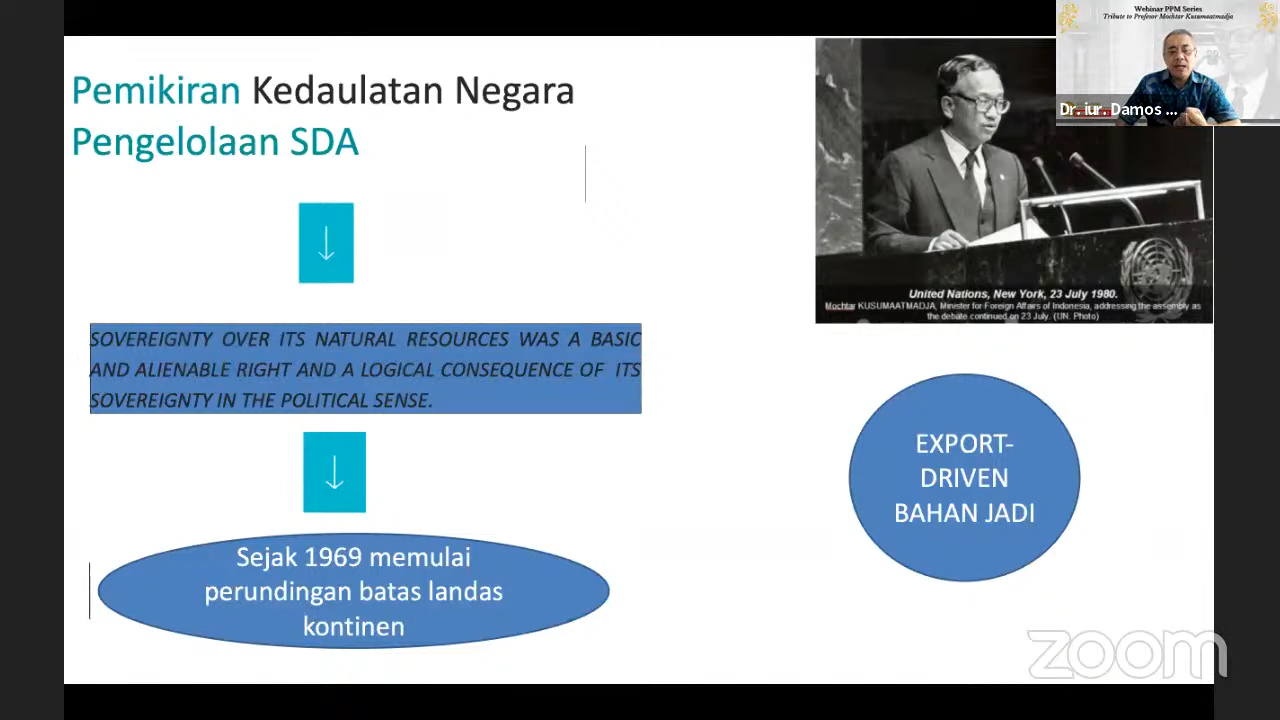 Webinar PPM Series
Tribute to Profesor Mochtar Kusumaatmadja
Dr. iur. Damos ...
Pemikiran Kedaulatan Negara
Pengelolaan SDA
SOVEREIGNTY OVER ITS NATURAL RESOURCES WAS A BASIC
AND ALIENABLE RIGHT AND A LOGICAL CONSEQUENCE OF ITS
SOVEREIGNTY IN THE POLITICAL SENSE.
Sejak 1969 memulai
perundingan batas landas
kontinen
United Nations, New York, 23 July 1980.
Mochtar KUSUMAATMADJA, Minister for Foreign Affairs of Indonesia, addressing the assembly as
the debate continued on 23 July. (UN. Photo)
EXPORT-
DRIVEN
BAHAN JADI
zoom